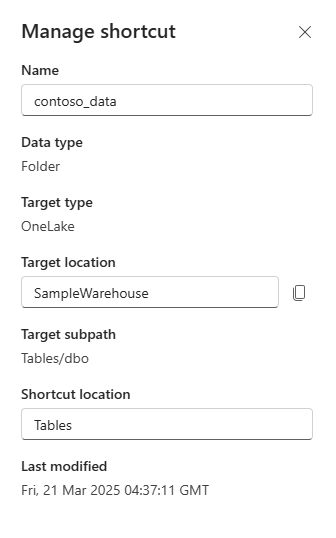 Manage shortcut
Name
contoso_data
Data type
Folder
Target type
OneLake
Target location
SampleWarehouse
Target subpath
Tables/dbo
Shortcut location
Tables
Last modified
Fri, 21 Mar 2025 04:37:11 GMT